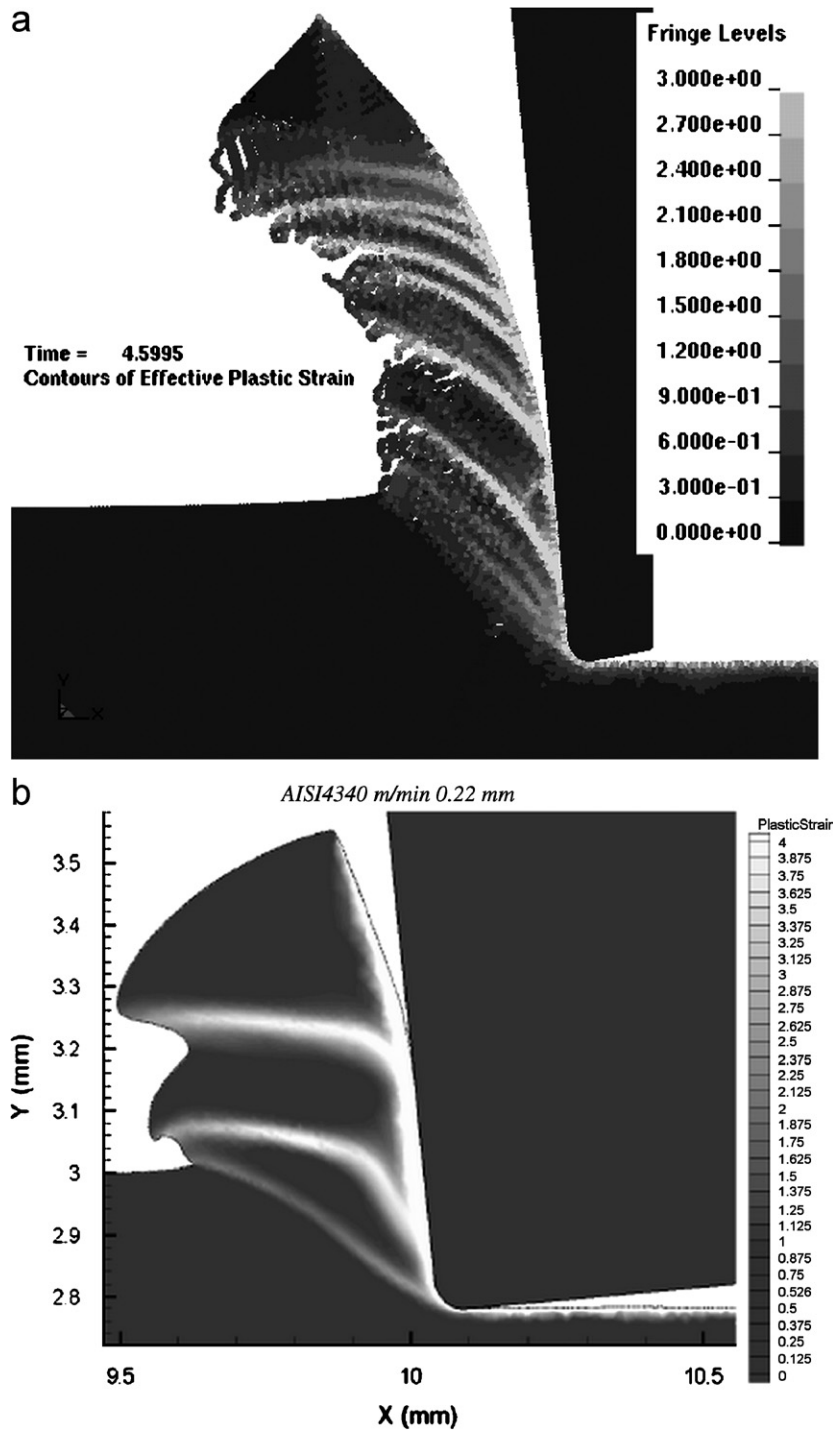 a
Fringe Levels
3.000e+00
2.700e+00
2.400e+00
2.100e+00
1.800e+00
1.500e+00
1.200e+00
9.000e-01
6.000e-01
3.000e-01
0.000e+00
Time = 4.5995
Contours of Effective Plastic Strain
Y
X
b
AISI4340 m/min 0.22 mm
PlasticStrain
4
3.875
3.75
3.625
3.5
3.375
3.25
3.125
3
2.875
2.75
2.625
2.5
2.375
2.25
2.125
2
1.875
1.75
1.625
1.5
1.375
1.25
1.125
1
0.875
0.75
0.526
0.5
0.375
0.25
0.125
0
3.5
3.4
3.3
3.2
3.1
3
2.9
2.8
Y (mm)
9.5 10 10.5
X (mm)